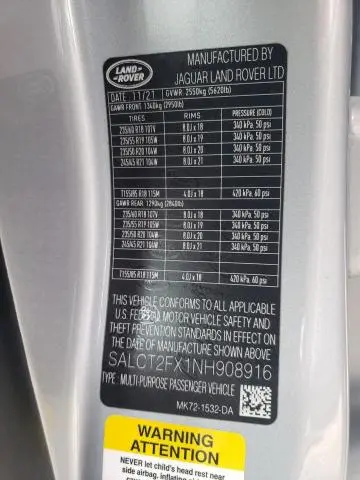 LAND-
ROVER
MANUFACTURED BY
JAGUAR LAND ROVER LTD
DATE 11/21 GVWR 2550kg (5620lb)
GAWR FRONT 1340kg (2950lb)
TIRES RIMS PRESSURE (COLD)
235/60 R18 107V 8.0J x 18 340 kPa, 50 psi
235/55 R19 105W 8.0J x 19 340 kPa, 50 psi
235/50 R20 104W 8.0J x 20 340 kPa, 50 psi
245/45 R21 104W 8.0J x 21 340 kPa, 50 psi
T155/85 R18 115M 4.0J x 18 420 kPa, 60 psi
GAWR REAR 1290kg (2840lb)
235/60 R18 107V 8.0J x 18 340 kPa, 50 psi
235/55 R19 105W 8.0J x 19 340 kPa, 50 psi
235/50 R20 104W 8.0J x 20 340 kPa, 50 psi
245/45 R21 104W 8.0J x 21 340 kPa, 50 psi
T155/85 R18 115M 4.0J x 18 420 kPa, 60 psi
THIS VEHICLE CONFORMS TO ALL APPLICABLE
U.S. FEDERAL MOTOR VEHICLE SAFETY AND
THEFT PREVENTION STANDARDS IN EFFECT
ON THE DATE OF MANUFACTURE SHOWN ABOVE
SALCT2FX1NH908916
TYPE: MULTI-PURPOSE PASSENGER VEHICLE
MK72-1532-DA
WARNING
NEVER let child's head rest near
side airbag. Inflating